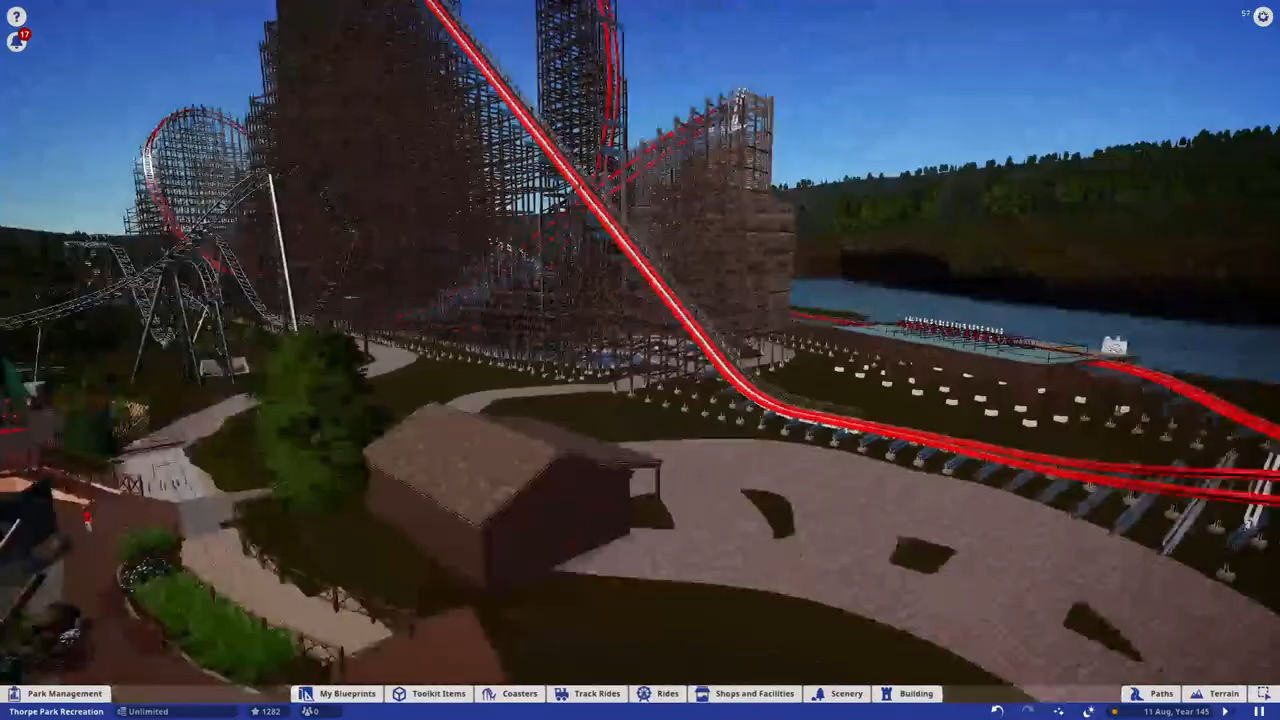 ?
17
57
Park Management
My Blueprints
Toolkit Items
Coasters
Track Rides
Rides
Shops and Facilities
Scenery
Building
Paths
Terrain
Thorpe Park Recreation
Unlimited
1282
0
11 Aug, Year 145